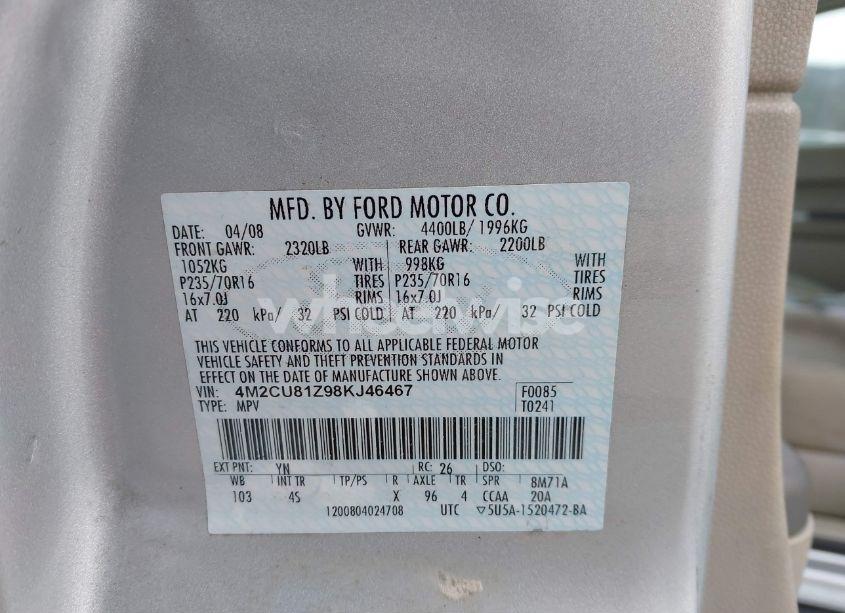 MFD. BY FORD MOTOR CO.
DATE: 04/08 GVWR: 4400LB/ 1996KG
FRONT GAWR: 2320LB REAR GAWR: 2200LB
1052KG WITH 998KG WITH
P235/70R16 TIRES P235/70R16 TIRES
16x7.0J RIMS 16x7.0J RIMS
AT 220 kPa/ 32 PSI COLD AT 220 kPa/ 32 PSI COLD
wheelwise
THIS VEHICLE CONFORMS TO ALL APPLICABLE FEDERAL MOTOR
VEHICLE SAFETY AND THEFT PREVENTION STANDARDS IN
EFFECT ON THE DATE OF MANUFACTURE SHOWN ABOVE.
VIN: 4M2CU81Z98KJ46467 F0085
TYPE: MPV T0241
EXT PNT: YN RC: 26 DSO:
WB INT TR TP/PS R AXLE TR SPR 8M71A
103 4S X 96 4 CCAA 20A
1200804024708 UTC ▽5U5A-1520472-BA